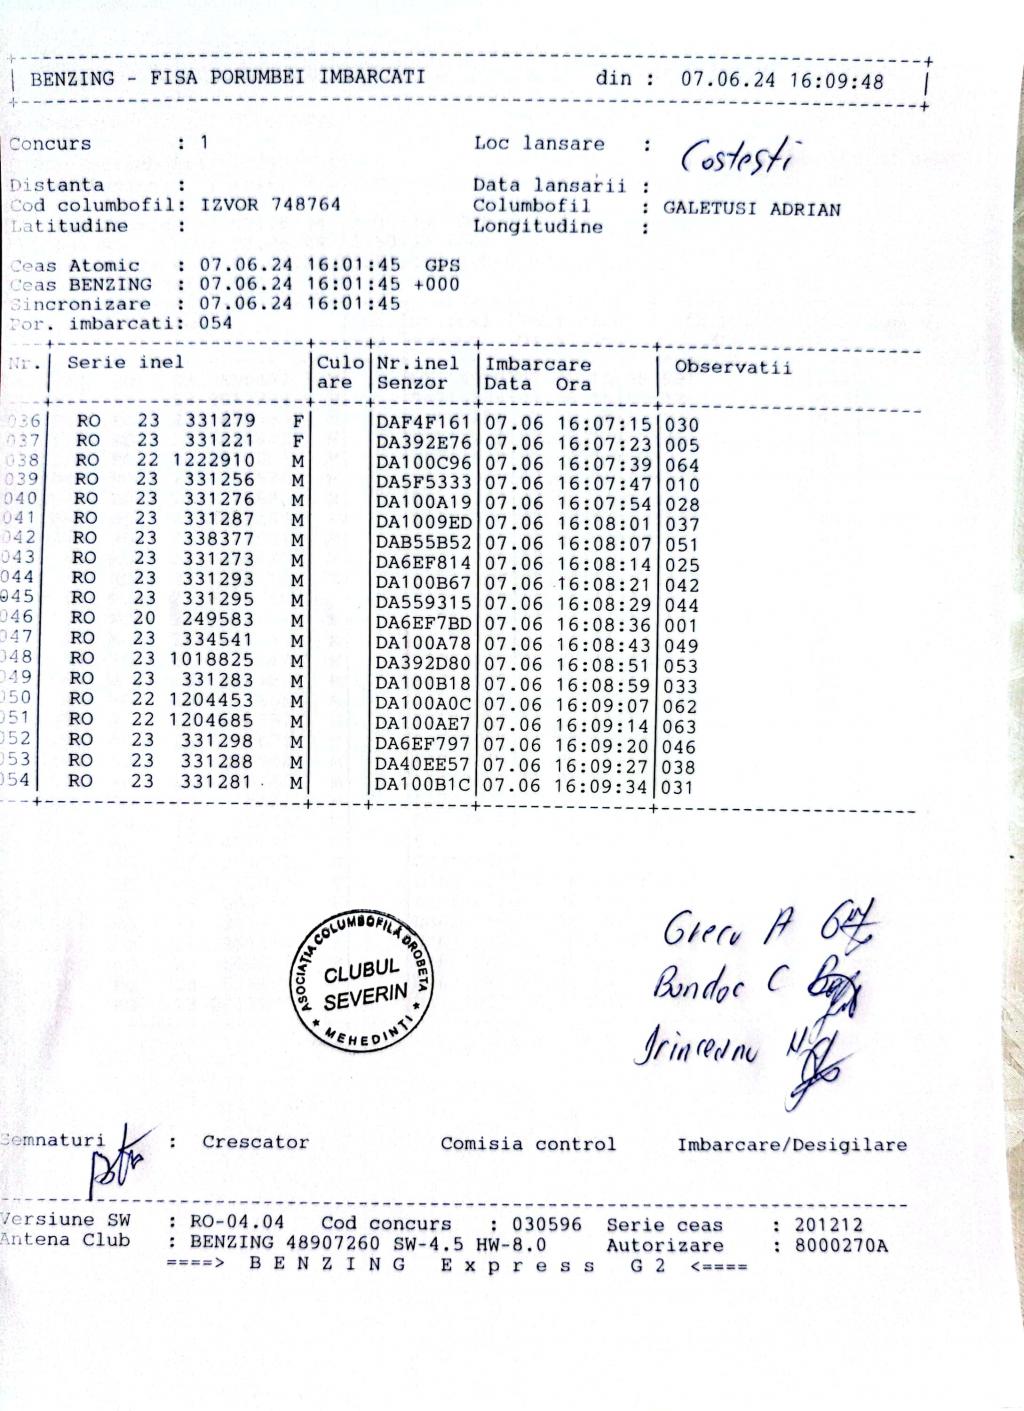 BENZING - FISA PORUMBEI IMBARCATI din : 07.06.24 16:09:48
Concurs : 1 Loc lansare : Costesti
Distanta : Data lansarii :
Cod columbofil: IZVOR 748764 Columbofil : GALETUSI ADRIAN
Latitudine : Longitudine :
Ceas Atomic : 07.06.24 16:01:45 GPS
Ceas BENZING : 07.06.24 16:01:45 +000
Sincronizare : 07.06.24 16:01:45
Por. imbarcati: 054
Nr. Serie inel Culo Nr.inel Imbarcare Observatii
are Senzor Data Ora
036 RO 23 331279 F DAF4F161 07.06 16:07:15 030
037 RO 23 331221 F DA392E76 07.06 16:07:23 005
038 RO 22 1222910 M DA100C96 07.06 16:07:39 064
039 RO 23 331256 M DA5F5333 07.06 16:07:47 010
040 RO 23 331276 M DA100A19 07.06 16:07:54 028
041 RO 23 331287 M DA1009ED 07.06 16:08:01 037
042 RO 23 338377 M DAB55B52 07.06 16:08:07 051
043 RO 23 331273 M DA6EF814 07.06 16:08:14 025
044 RO 23 331293 M DA100B67 07.06 16:08:21 042
045 RO 23 331295 M DA559315 07.06 16:08:29 044
046 RO 20 249583 M DA6EF7BD 07.06 16:08:36 001
047 RO 23 334541 M DA100A78 07.06 16:08:43 049
048 RO 23 1018825 M DA392D80 07.06 16:08:51 053
049 RO 23 331283 M DA100B18 07.06 16:08:59 033
050 RO 22 1204453 M DA100A0C 07.06 16:09:07 062
051 RO 22 1204685 M DA100AE7 07.06 16:09:14 063
052 RO 23 331298 M DA6EF797 07.06 16:09:20 046
053 RO 23 331288 M DA40EE57 07.06 16:09:27 038
054 RO 23 331281 M DA100B1C 07.06 16:09:34 031
ASOCIAȚIA COLUMBOFILĂ DROBETA
CLUBUL
SEVERIN
* MEHEDINTI *
Grecu A
Bundoc C
Irinceanu N
Semnaturi : Crescator Comisia control Imbarcare/Desigilare
Versiune SW : RO-04.04 Cod concurs : 030596 Serie ceas : 201212
Antena Club : BENZING 48907260 SW-4.5 HW-8.0 Autorizare : 8000270A
====> B E N Z I N G E x p r e s s G 2 <====